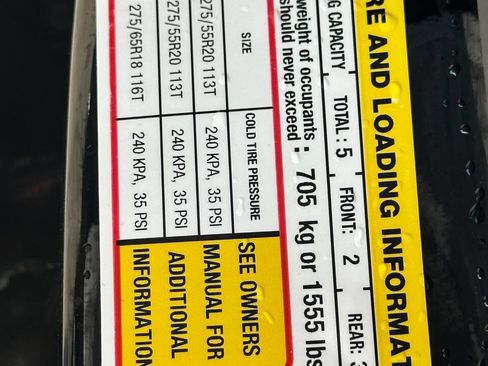 RE AND LOADING INFORMAT
G CAPACITY TOTAL : 5 FRONT: 2 REAR: 3
weight of occupants
should never exceed : 705 kg or 1555 lbs
SIZE COLD TIRE PRESSURE SEE OWNERS
275/55R20 113T 240 KPA, 35 PSI MANUAL FOR
275/55R20 113T 240 KPA, 35 PSI ADDITIONAL
275/65R18 116T 240 KPA, 35 PSI INFORMATION